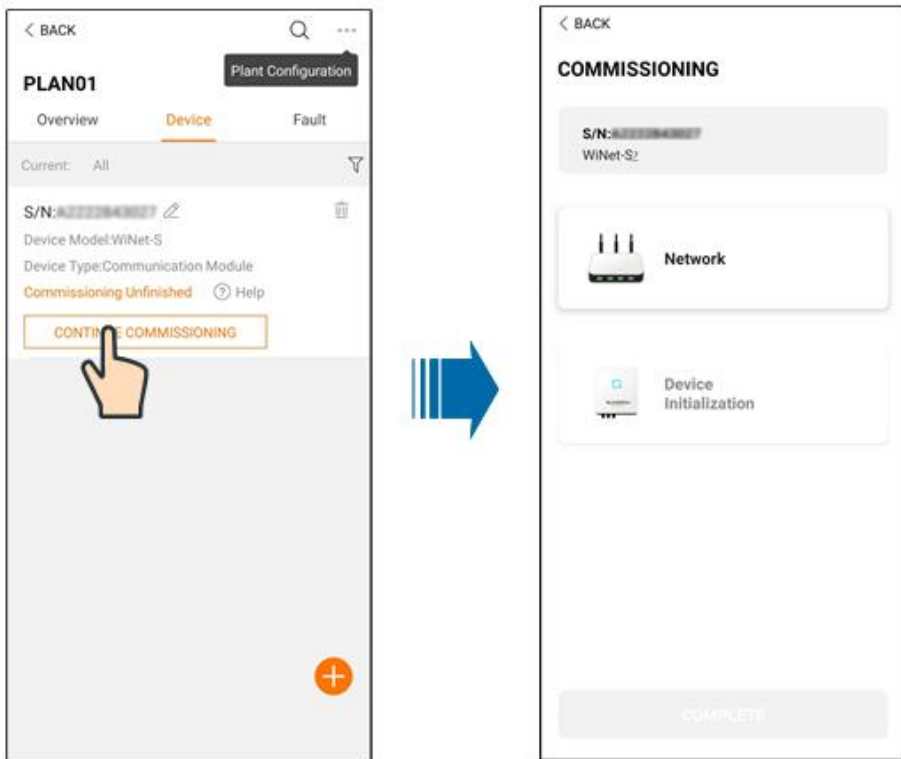 < BACK
Plant Configuration
PLAN01
Overview Device Fault
Current: All
S/N:
Device Model:WiNet-S
Device Type:Communication Module
Commissioning Unfinished ? Help
COMMISSIONING
+
< BACK
COMMISSIONING
S/N:
WiNet-S2
Network
Device
Initialization
COMPLETE